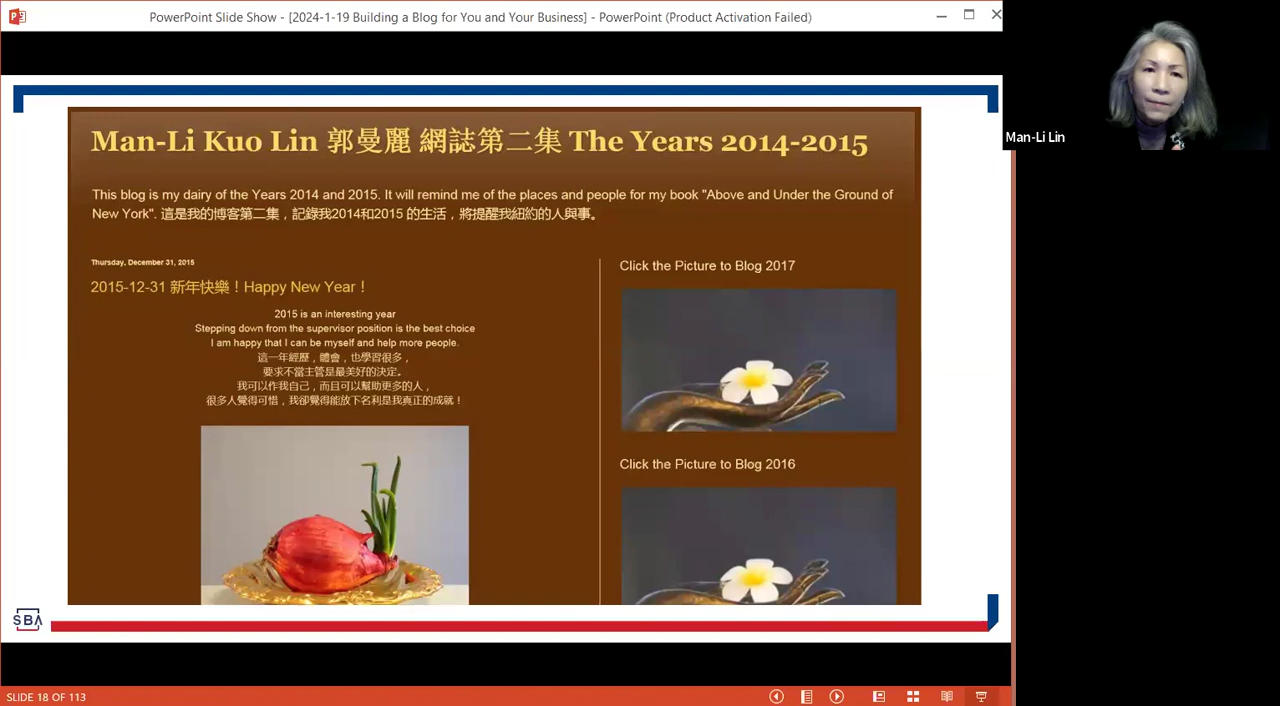 PowerPoint Slide Show - [2024-1-19 Building a Blog for You and Your Business] - PowerPoint (Product Activation Failed)
Man-Li Lin
Man-Li Kuo Lin 郭曼麗 網誌第二集 The Years 2014-2015
This blog is my dairy of the Years 2014 and 2015. It will remind me of the places and people for my book "Above and Under the Ground of
New York". 這是我的博客第二集，記錄我2014和2015 的生活，將提醒我紐約的人與事。
Thursday, December 31, 2015
2015-12-31 新年快樂！Happy New Year！
2015 is an interesting year
Stepping down from the supervisor position is the best choice
I am happy that I can be myself and help more people.
這一年經歷，體會，也學習很多，
要求不當主管是最美好的決定。
我可以作我自己，而且可以幫助更多的人，
很多人覺得可惜，我卻覺得能放下名利是我真正的成就！
Click the Picture to Blog 2017
Click the Picture to Blog 2016
SBA
SLIDE 18 OF 113